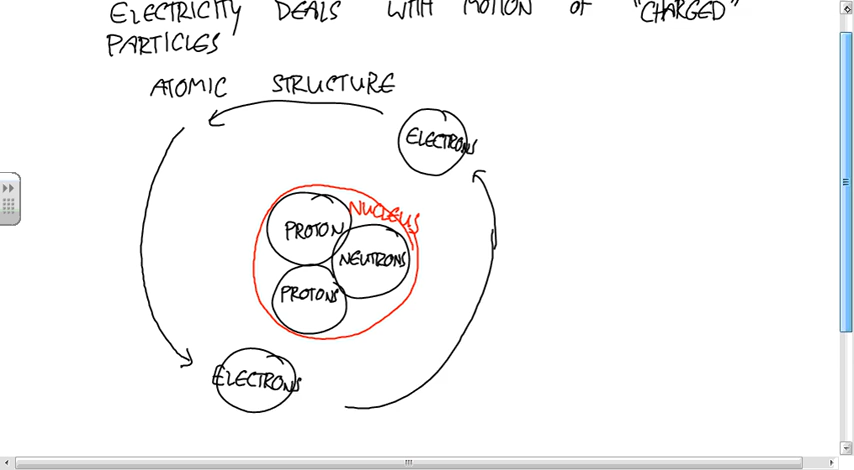 ELECTRICITY DEALS WITH MOTION OF "CHARGED"
PARTICLES
ATOMIC STRUCTURE
ELECTRONS
NUCLEUS
PROTON
NEUTRONS
PROTONS
ELECTRONS